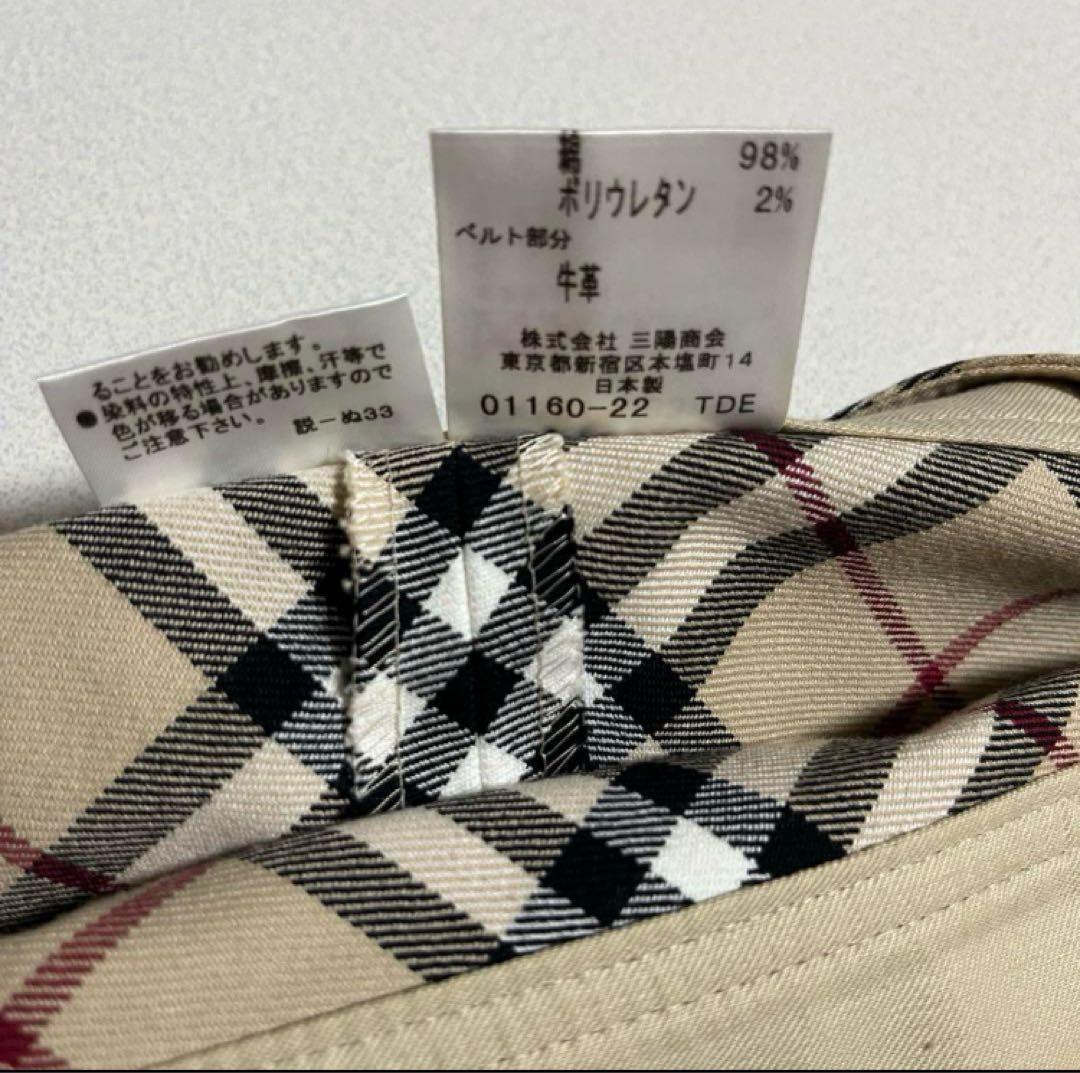 綿 98%
ポリウレタン 2%
ベルト部分
牛革
株式会社 三陽商会
東京都新宿区本塩町14
日本製
01160-22 TDE
ることをお勧めします。
●染料の特性上、摩擦、汗等で
色が移る場合がありますので
ご注意下さい。 説-ぬ33